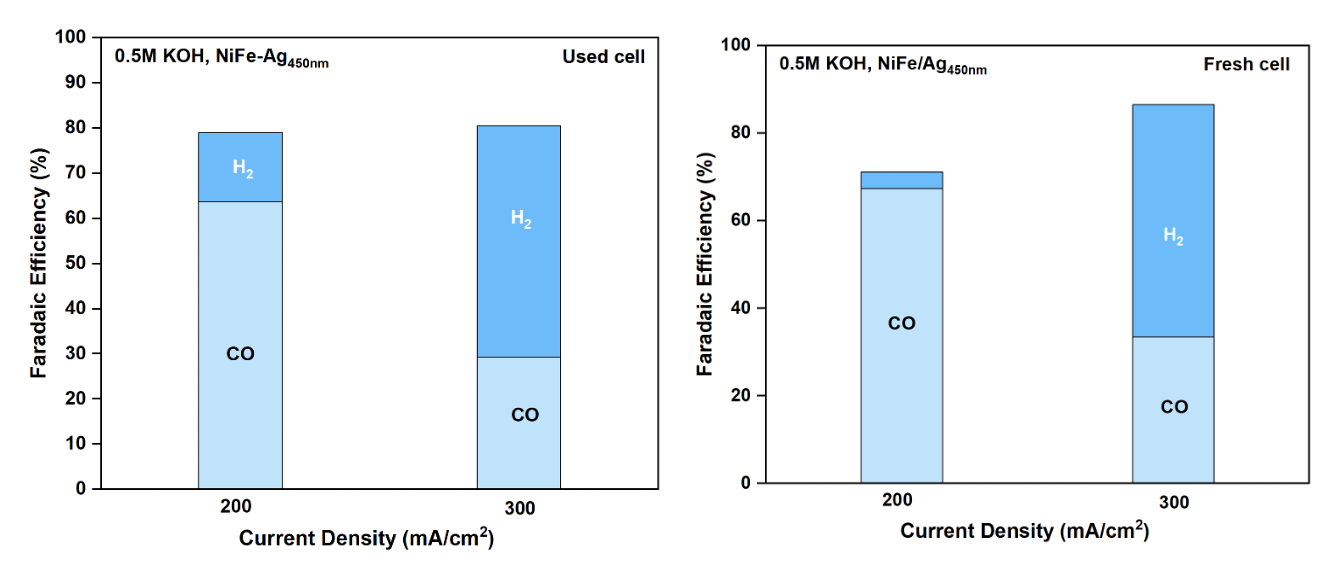 0.5M KOH, NiFe-Ag450nm
Used cell
Faradaic Efficiency (%)
100
90
80
70
60
50
40
30
20
10
0
H2
CO
H2
CO
200
300
Current Density (mA/cm2)
0.5M KOH, NiFe/Ag450nm
Fresh cell
Faradaic Efficiency (%)
100
80
60
40
20
0
CO
H2
CO
200
300
Current Density (mA/cm2)